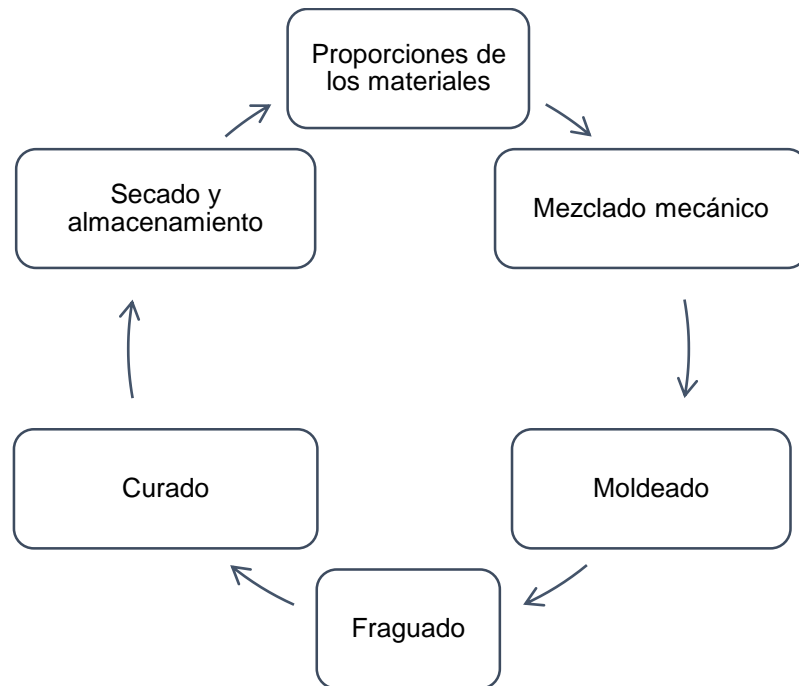 Proporciones de
los materiales
Mezclado mecánico
Moldeado
Fraguado
Curado
Secado y
almacenamiento